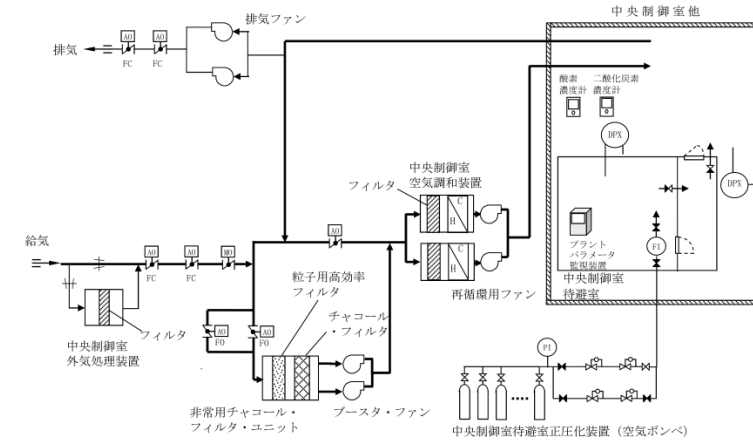 中央制御室他
排気ファン
AO
AO
排気
FC
FC
酸素
濃度計
二酸化炭素
濃度計
DPX
DPX
中央制御室
空気調和装置
フィルタ
C
H
C
H
給気
AO
AO
MO
FC
FC
AO
FI
プラント
パラメータ
監視装置
中央制御室
待避室
再循環用ファン
粒子用高効率
フィルタ
チャコール
・フィルタ
フィルタ
中央制御室
外気処理装置
AO
FO
AO
FO
PI
非常用チャコール・
フィルタ・ユニット
ブースタ・ファン
中央制御室待避室正圧化装置（空気ボンベ）